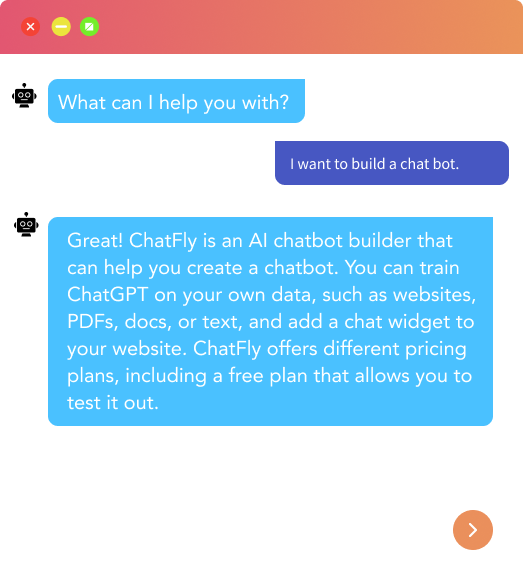 What can I help you with?
I want to build a chat bot.
Great! ChatFly is an AI chatbot builder that
can help you create a chatbot. You can train
ChatGPT on your own data, such as websites,
PDFs, docs, or text, and add a chat widget to
your website. ChatFly offers different pricing
plans, including a free plan that allows you to
test it out.